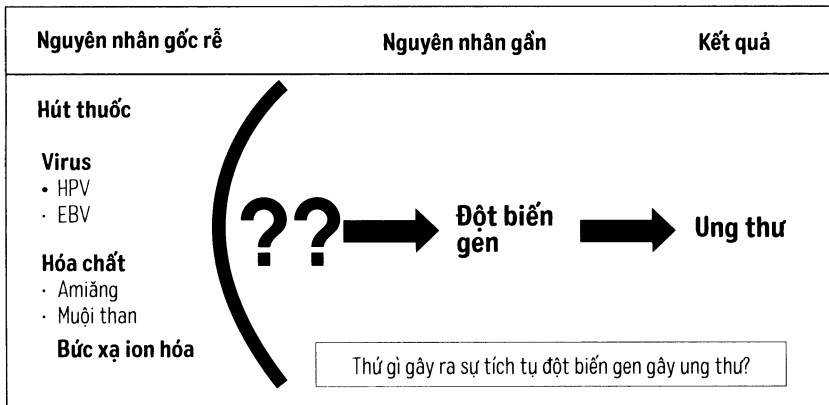 Nguyên nhân gốc rễ
Nguyên nhân gần
Kết quả
Hút thuốc
Virus
• HPV
· EBV
Hóa chất
· Amiăng
· Muội than
Bức xạ ion hóa
??
Đột biến
gen
Ung thư
Thứ gì gây ra sự tích tụ đột biến gen gây ung thư?